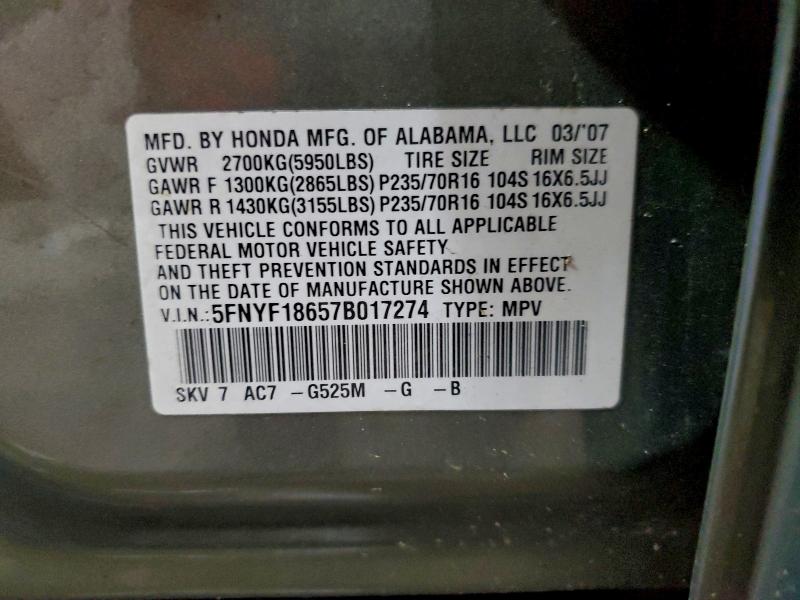 MFD. BY HONDA MFG. OF ALABAMA, LLC 03/'07
GVWR 2700KG(5950LBS) TIRE SIZE RIM SIZE
GAWR F 1300KG(2865LBS) P235/70R16 104S 16X6.5JJ
GAWR R 1430KG(3155LBS) P235/70R16 104S 16X6.5JJ
THIS VEHICLE CONFORMS TO ALL APPLICABLE
FEDERAL MOTOR VEHICLE SAFETY
AND THEFT PREVENTION STANDARDS IN EFFECT
ON THE DATE OF MANUFACTURE SHOWN ABOVE.
V.I.N.:5FNYF18657B017274 TYPE: MPV
SKV 7 AC7 -G525M -G -B